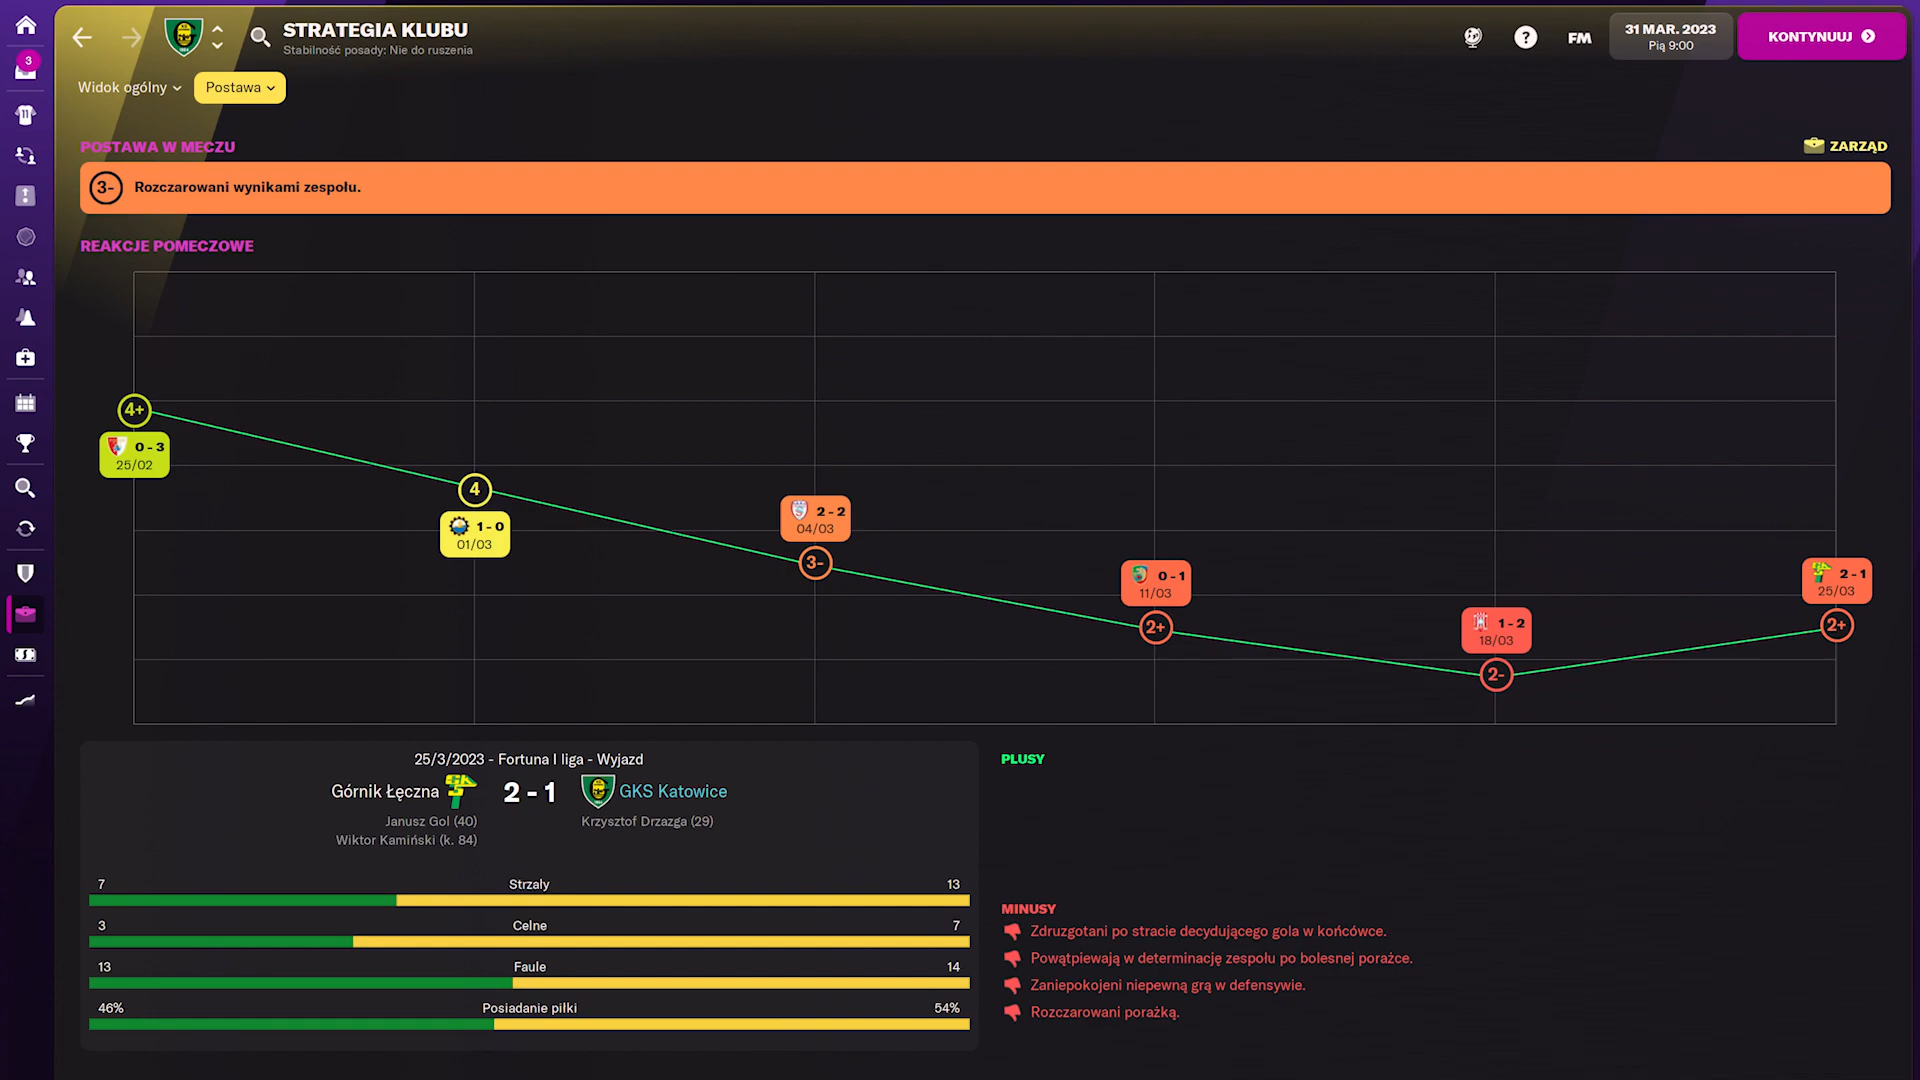 STRATEGIA KLUBU
Stabilność posady: Nie do ruszenia
3
?
FM
31 MAR. 2023
Pią 9:00
KONTYNUUJ
Widok ogólny
Postawa
POSTAWA W MECZU
ZARZĄD
3-
Rozczarowani wynikami zespołu.
REAKCJE POMECZOWE
4+
0 - 3
25/02
4
1 - 0
01/03
2 - 2
04/03
3-
0 - 1
11/03
2+
1 - 2
18/03
2-
2 - 1
25/03
2+
25/3/2023 - Fortuna I liga - Wyjazd
Górnik Łęczna 2 - 1 GKS Katowice
Janusz Gol (40) Krzysztof Drzazga (29)
Wiktor Kamiński (k. 84)
7 Strzały 13
3 Celne 7
13 Faule 14
46% Posiadanie piłki 54%
PLUSY
MINUSY
Zdruzgotani po stracie decydującego gola w końcówce.
Powątpiewają w determinację zespołu po bolesnej porażce.
Zaniepokojeni niepewną grą w defensywie.
Rozczarowani porażką.